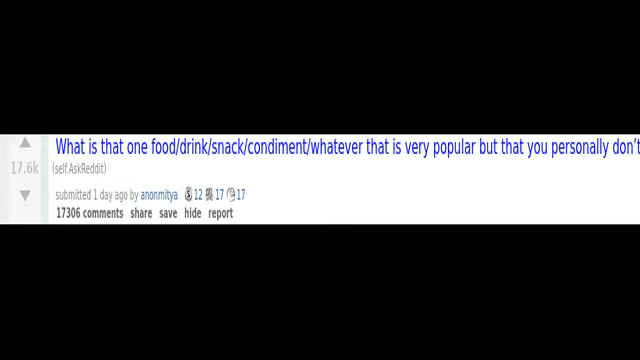 What is that one food/drink/snack/condiment/whatever that is very popular but that you personally don't
17.6k
(self.AskReddit)
submitted 1 day ago by anonmitya 12 17 17
17306 comments share save hide report